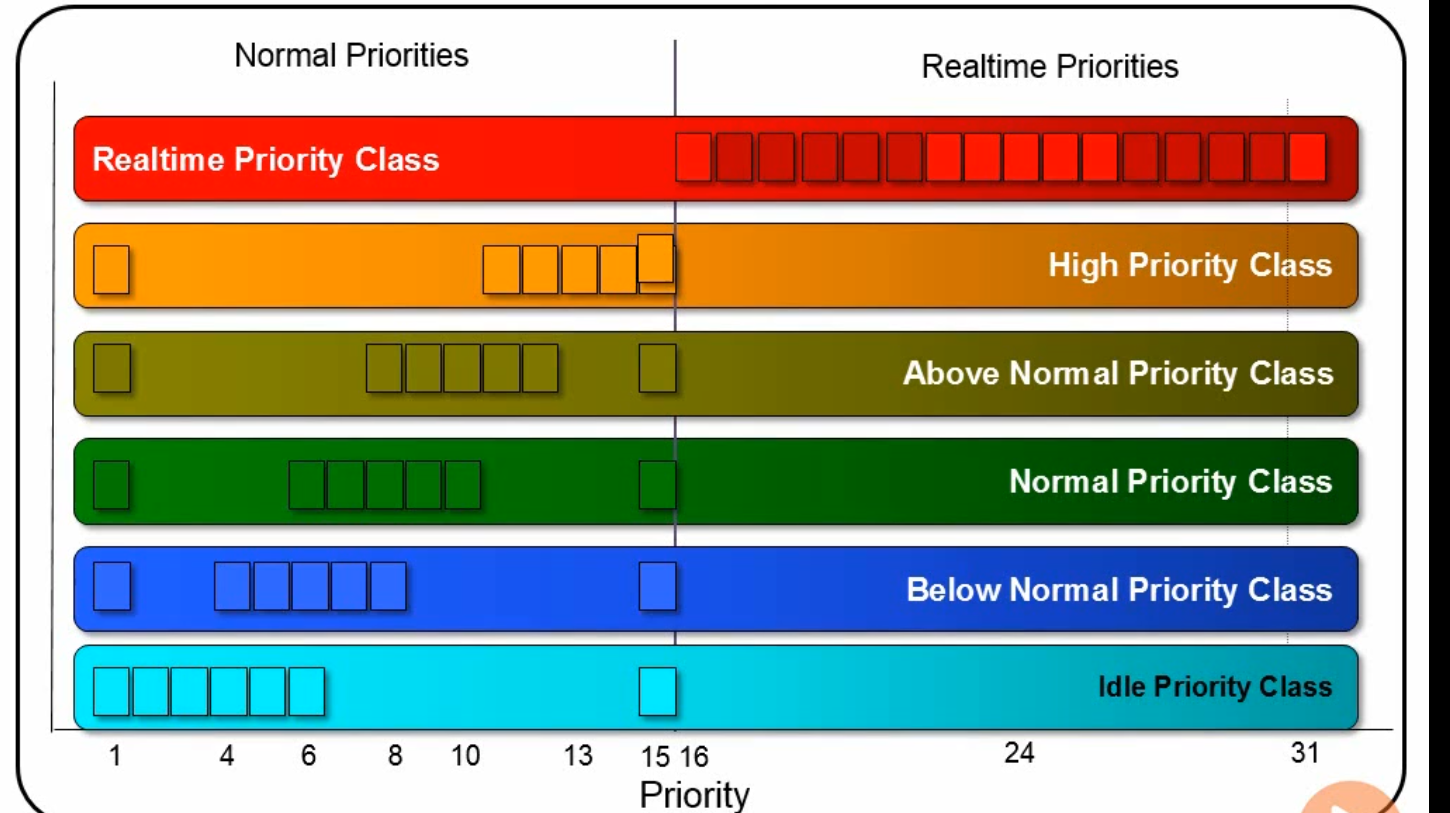 Normal Priorities
Realtime Priorities
Realtime Priority Class
High Priority Class
Above Normal Priority Class
Normal Priority Class
Below Normal Priority Class
Idle Priority Class
1 4 6 8 10 13 15 16 24 31
Priority